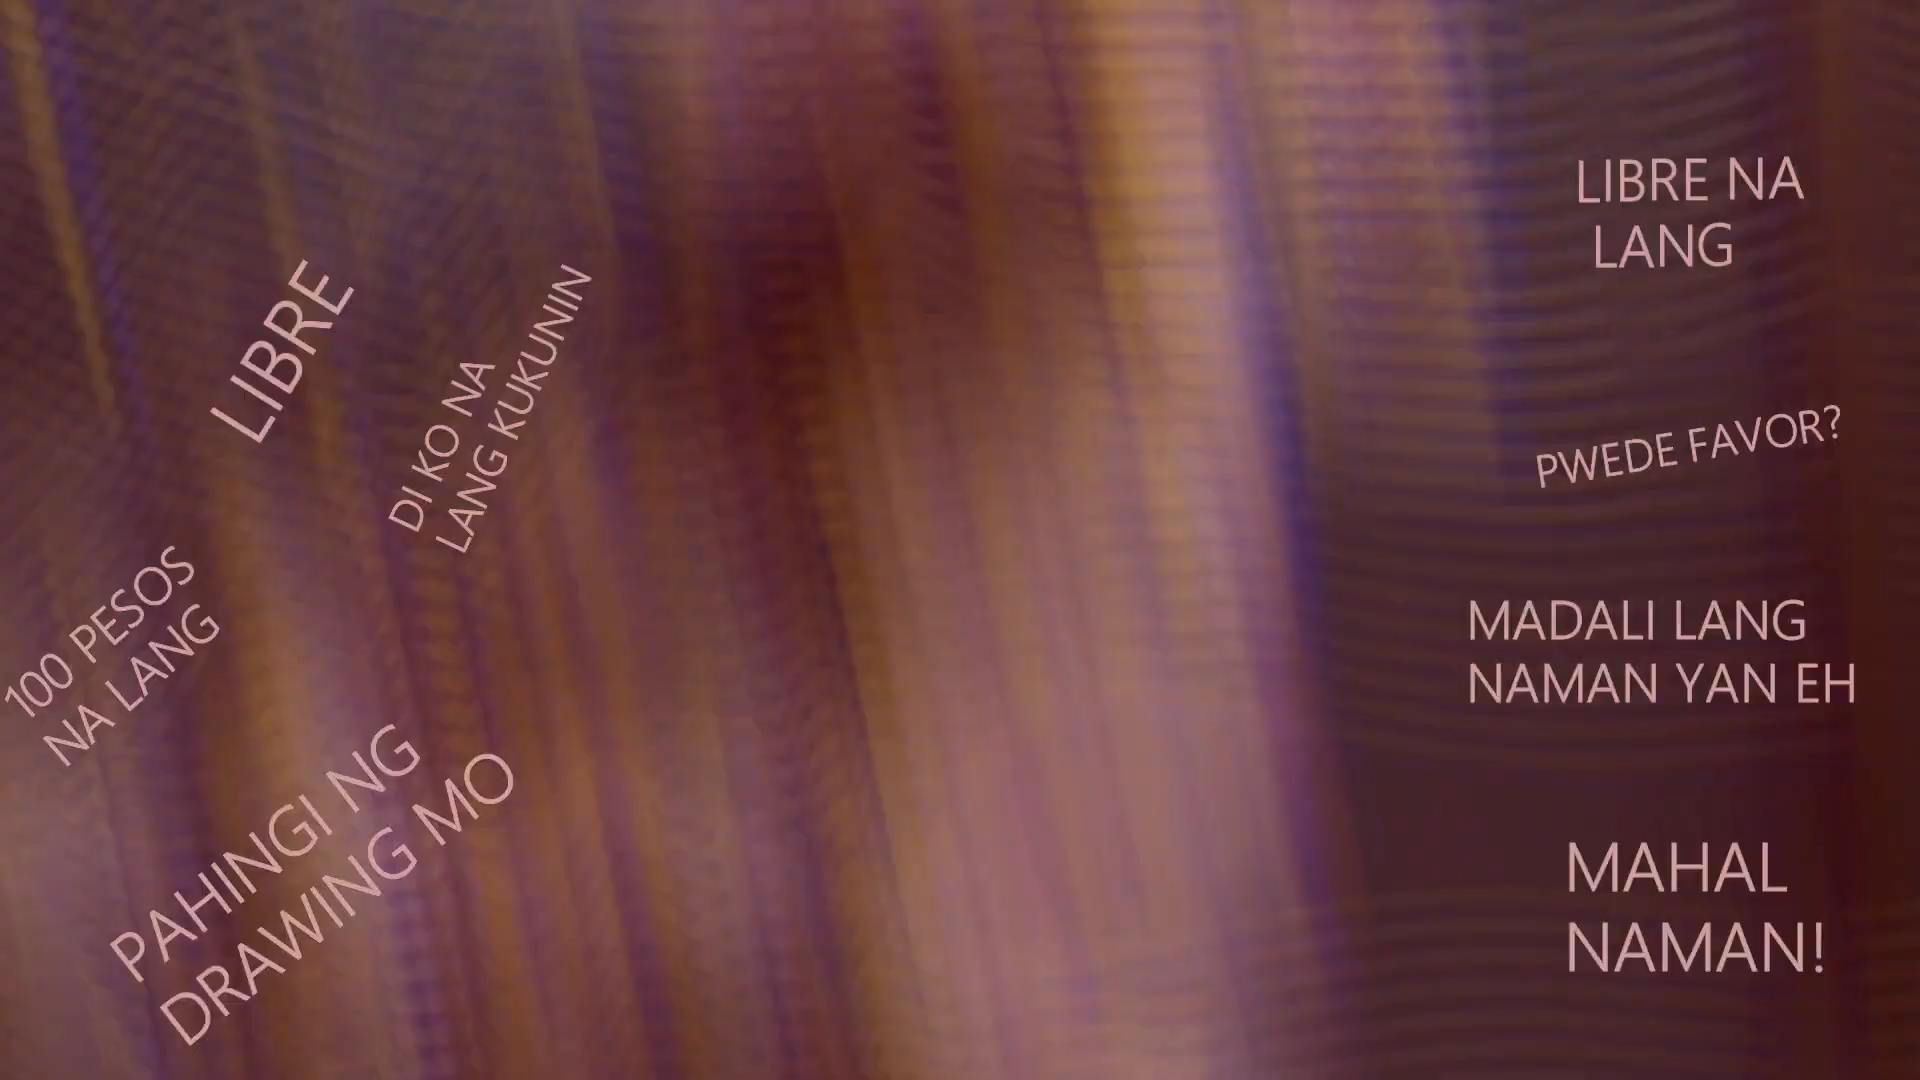 LIBRE
DI KO NA
LANG KUKUNIN
100 PESOS
NA LANG
PAHINGI NG
DRAWING MO
LIBRE NA
LANG
PWEDE FAVOR?
MADALI LANG
NAMAN YAN EH
MAHAL
NAMAN!